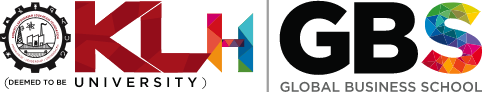 KLH
(DEEMED TO BE UNIVERSITY)
GBS
GLOBAL BUSINESS SCHOOL